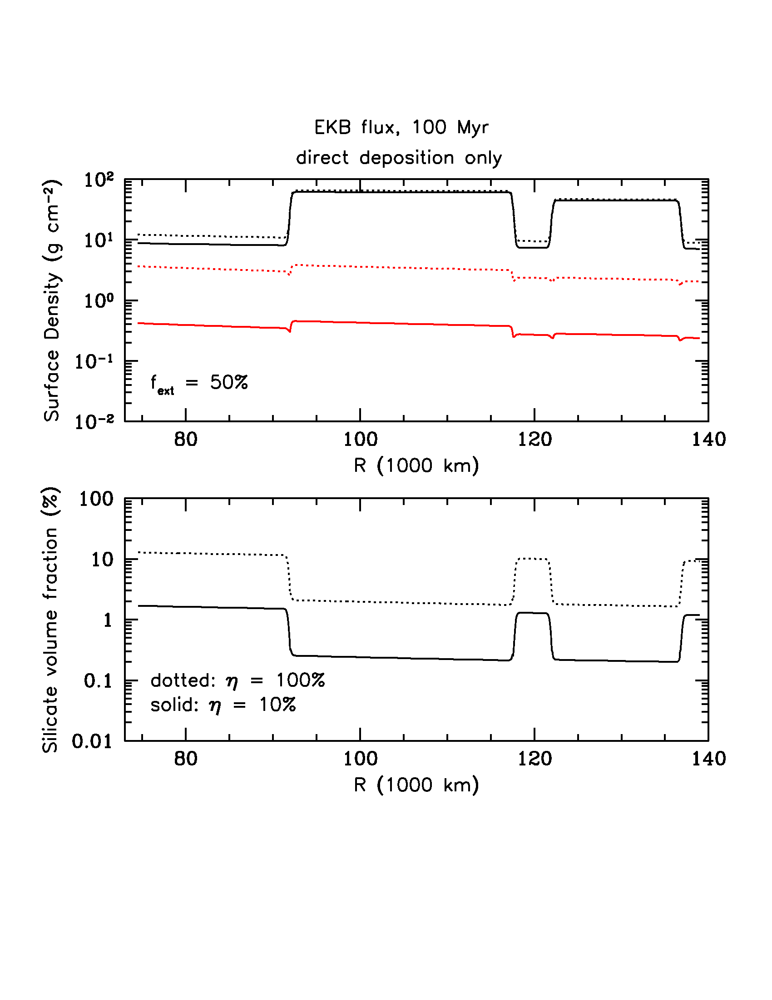 EKB flux, 100 Myr
direct deposition only
Surface Density (g cm⁻²)
10²
10¹
10⁰
10⁻¹
10⁻²
f_ext = 50%
80 100 120 140
R (1000 km)
Silicate volume fraction (%)
100
10
1
0.1
0.01
dotted: η = 100%
solid: η = 10%
80 100 120 140
R (1000 km)